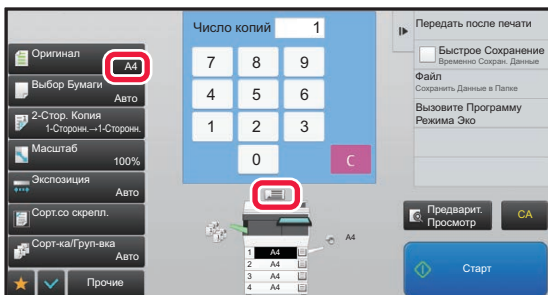 Оригинал
A4
Выбор Бумаги
Авто
2-Стор. Копия
1-Сторонн.→1-Сторонн.
Масштаб
100%
Экспозиция
Авто
Сорт.со скрепл.
Сорт-ка/Груп-вка
Авто
Прочие
Число копий 1
7 8 9
4 5 6
1 2 3
0 C
A4
1 A4
2 A4
3 A4
4 A4
Передать после печати
Быстрое Сохранение
Временно Сохран. Данные
Файл
Сохранить Данные в Папке
Вызовите Программу
Режима Эко
Предварит.
Просмотр
CA
Старт